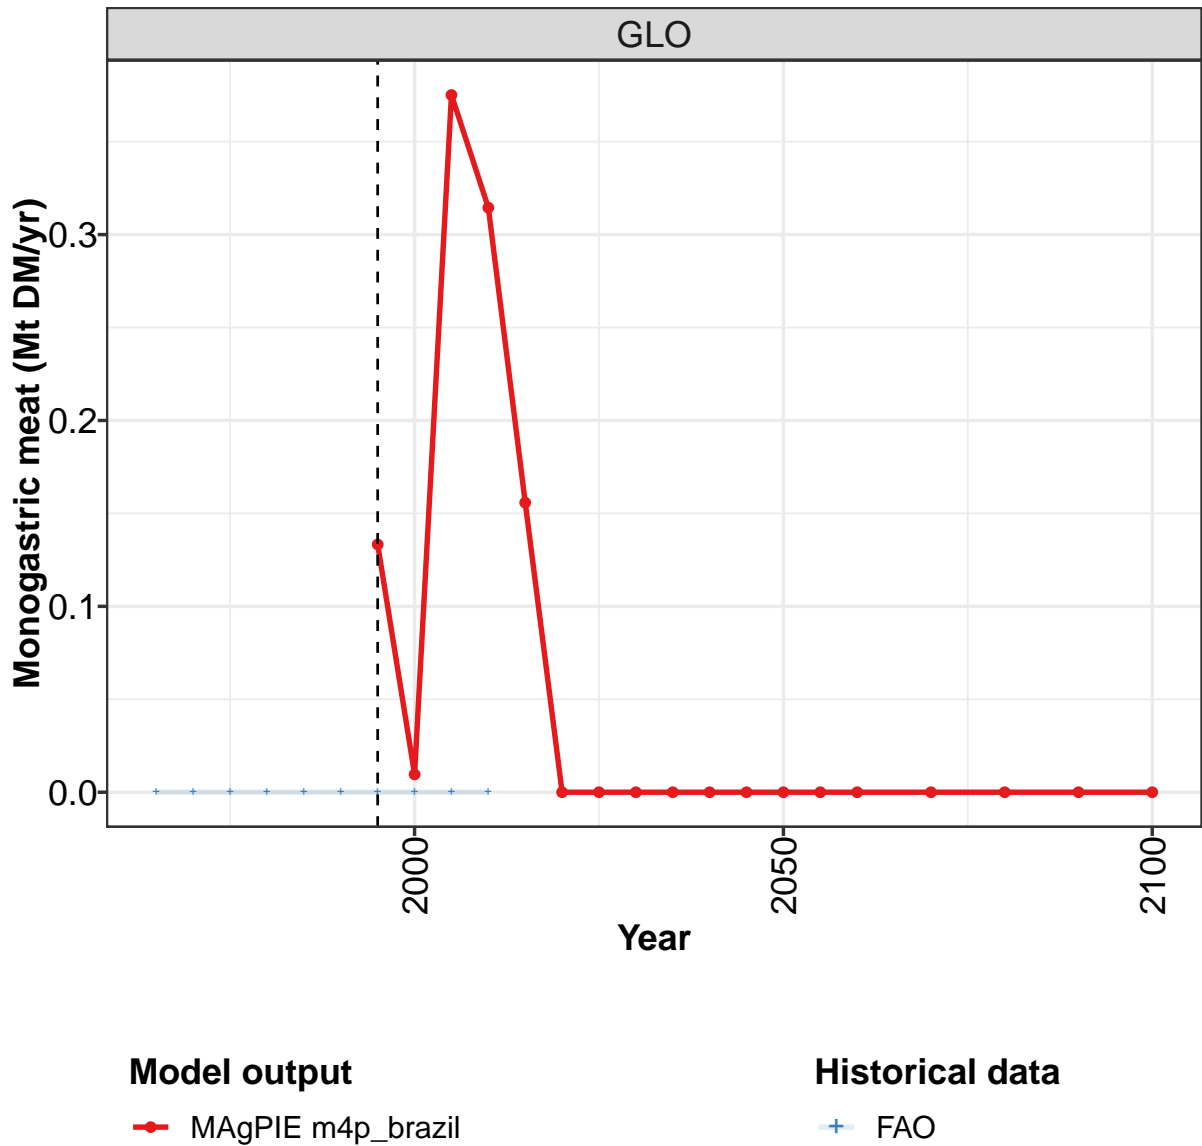 GLO
Monogastric meat (Mt DM/yr)
0.3
0.2
0.1
0.0
2000
2050
2100
Year
Model output
Historical data
MAgPIE m4p_brazil
FAO